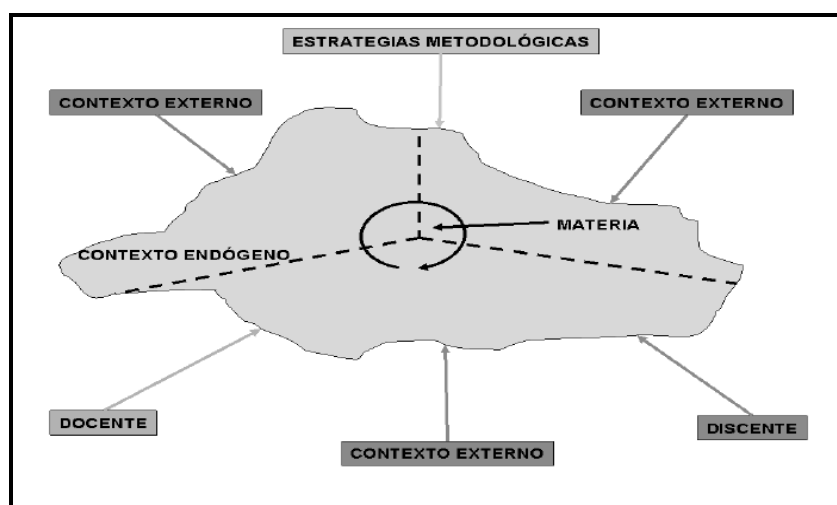 ESTRATEGIAS METODOLÓGICAS
CONTEXTO EXTERNO
CONTEXTO EXTERNO
MATERIA
CONTEXTO ENDÓGENO
DOCENTE
DISCENTE
CONTEXTO EXTERNO